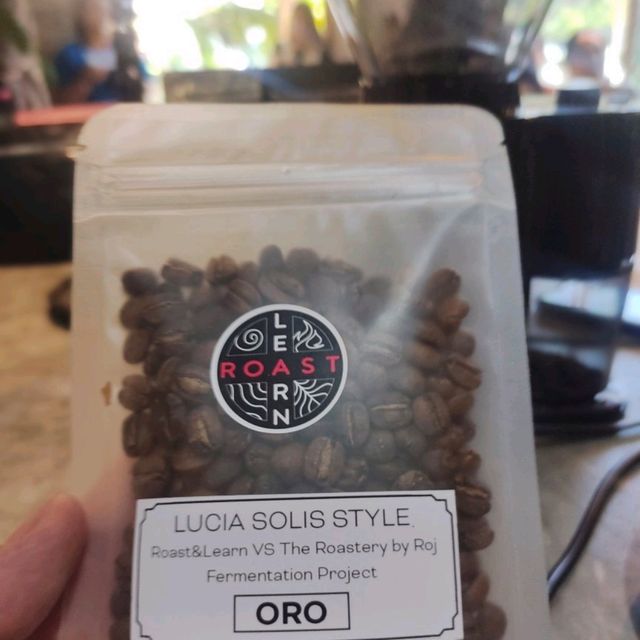 LEARN
ROAST
LUCIA SOLIS STYLE
Roast&Learn VS The Roastery by Roj
Fermentation Project
ORO